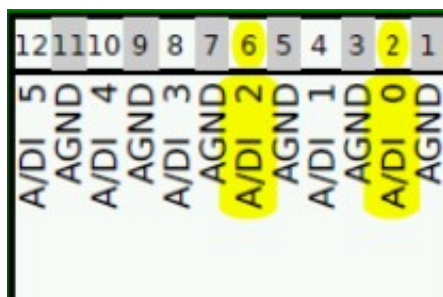 12 11 10 9 8 7 6 5 4 3 2 1
A/DI 5
AGND
A/DI 4
AGND
A/DI 3
AGND
A/DI 2
AGND
A/DI 1
AGND
A/DI 0
AGND